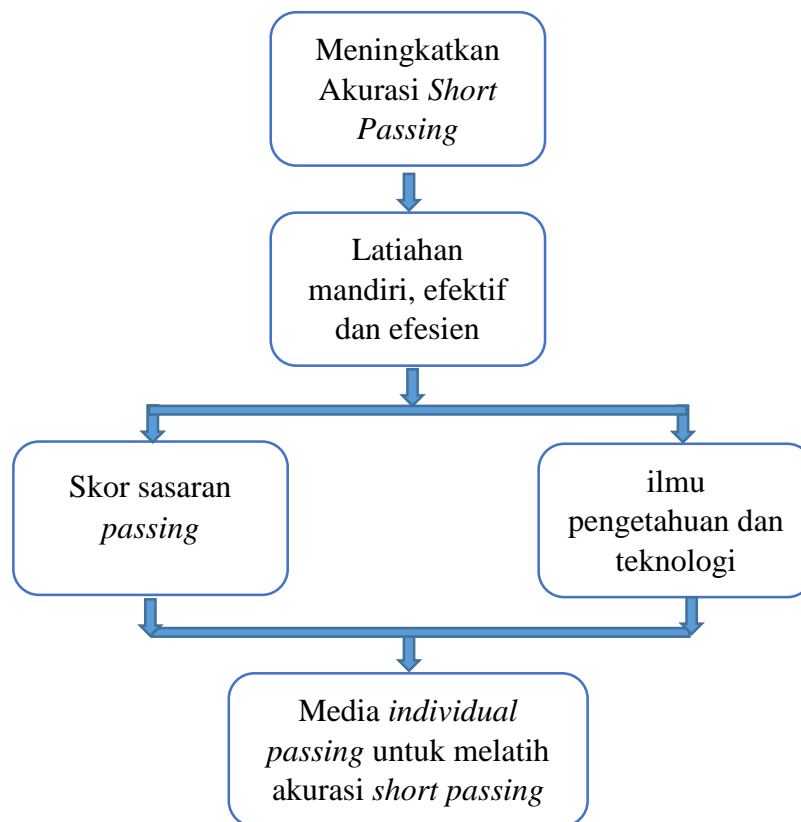 Meningkatkan
Akurasi Short
Passing
Latiahan
mandiri, efektif
dan efesien
Skor sasaran
passing
ilmu
pengetahuan dan
teknologi
Media individual
passing untuk melatih
akurasi short passing